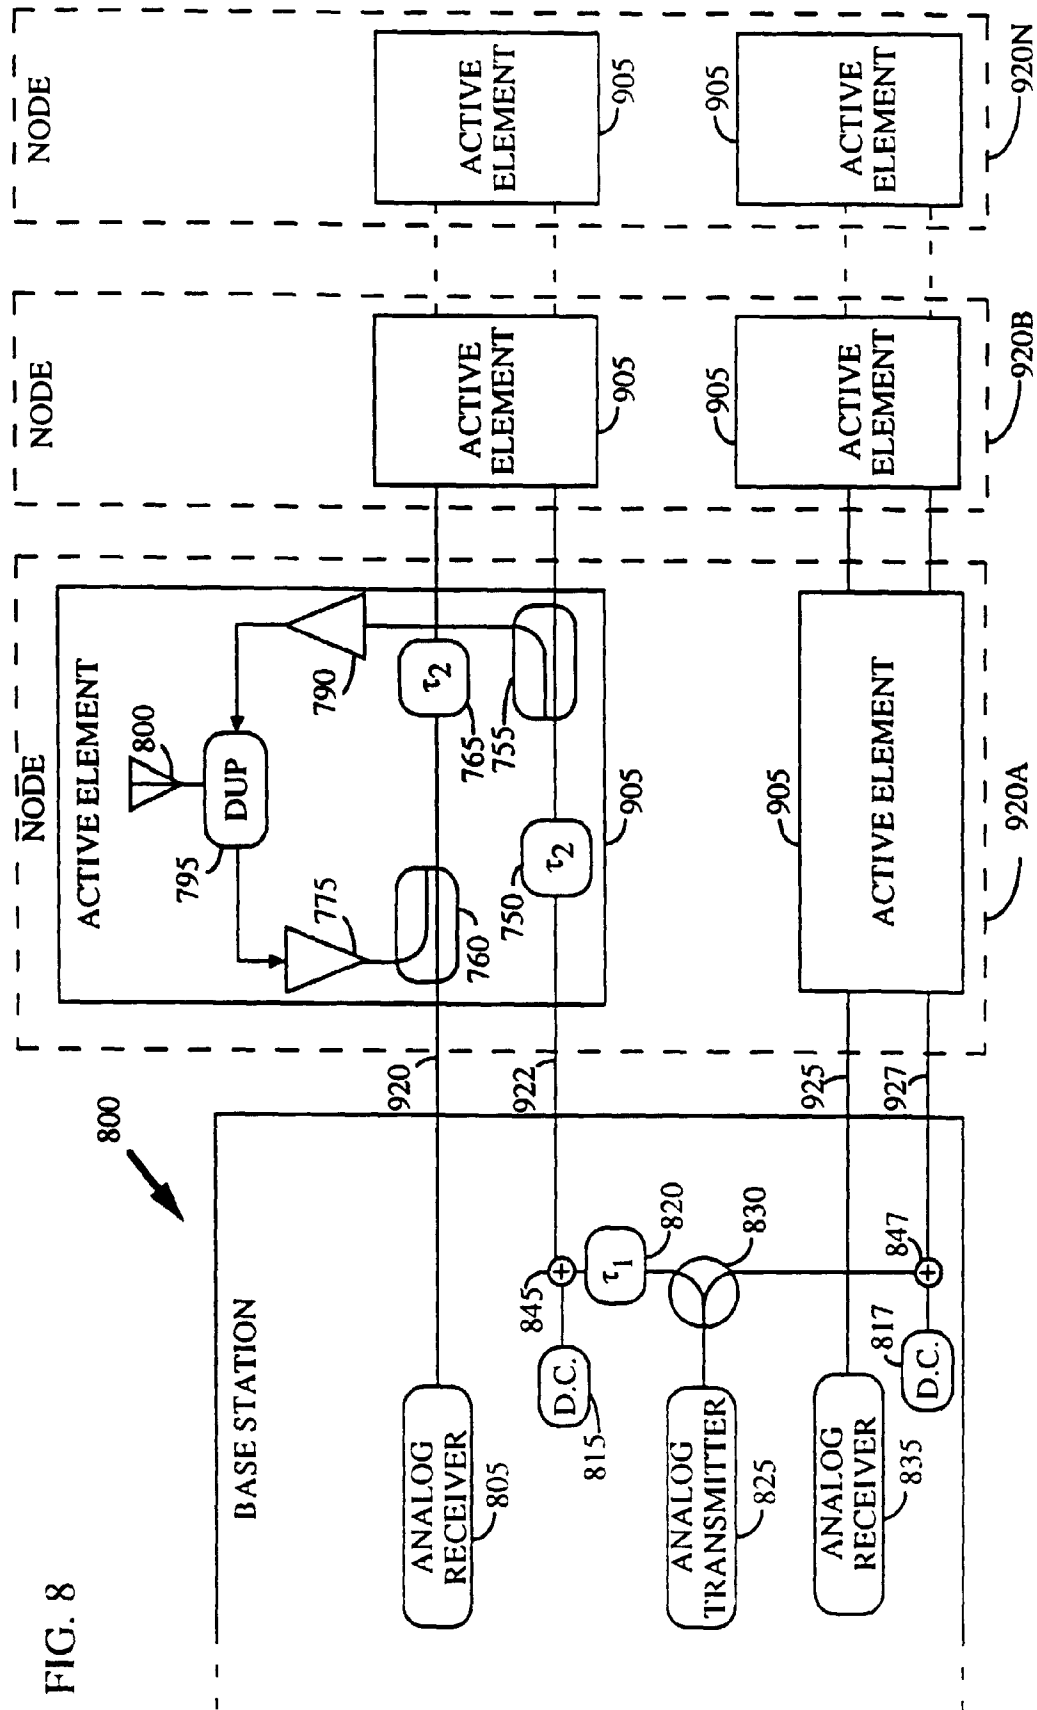 FIG. 8
800
BASE STATION
ANALOG
RECEIVER
805
D.C.
815
845
τ1
820
ANALOG
TRANSMITTER
825
830
ANALOG
RECEIVER
835
D.C.
817
847
920
922
925
927
NODE
ACTIVE ELEMENT
800
DUP
795
775
790
760
τ2
765
755
750
τ2
905
905
ACTIVE ELEMENT
920A
NODE
ACTIVE
ELEMENT
905
905
ACTIVE
ELEMENT
920B
NODE
ACTIVE
ELEMENT
905
905
ACTIVE
ELEMENT
920N